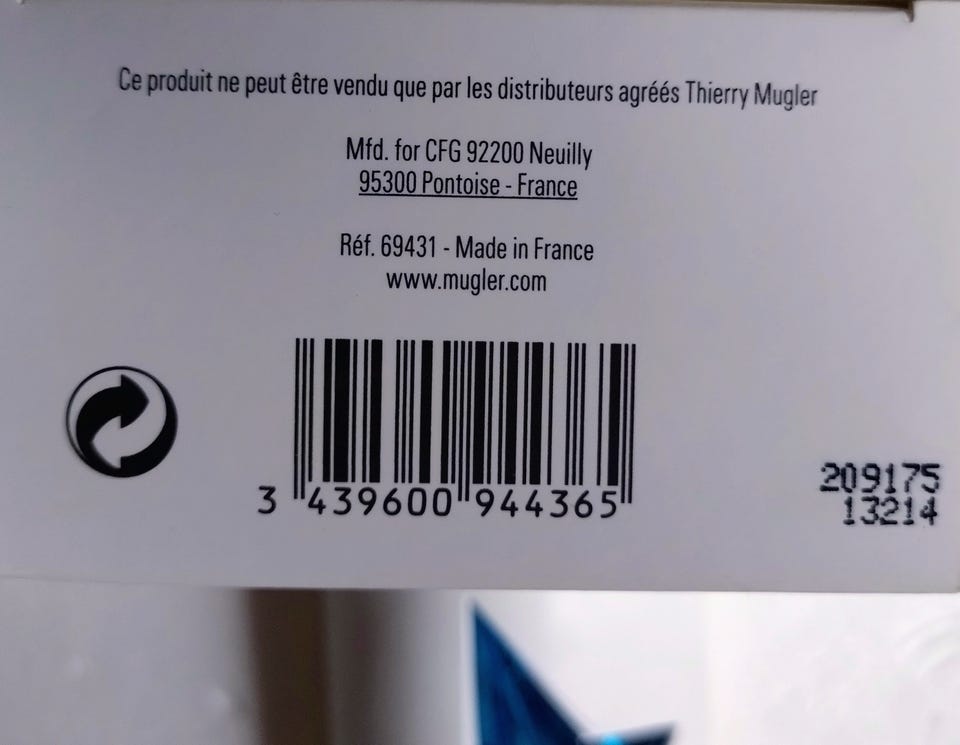 Ce produit ne peut être vendu que par les distributeurs agréés Thierry Mugler
Mfd. for CFG 92200 Neuilly
95300 Pontoise - France
Réf. 69431 - Made in France
www.mugler.com
3 439600 944365
209175
13214